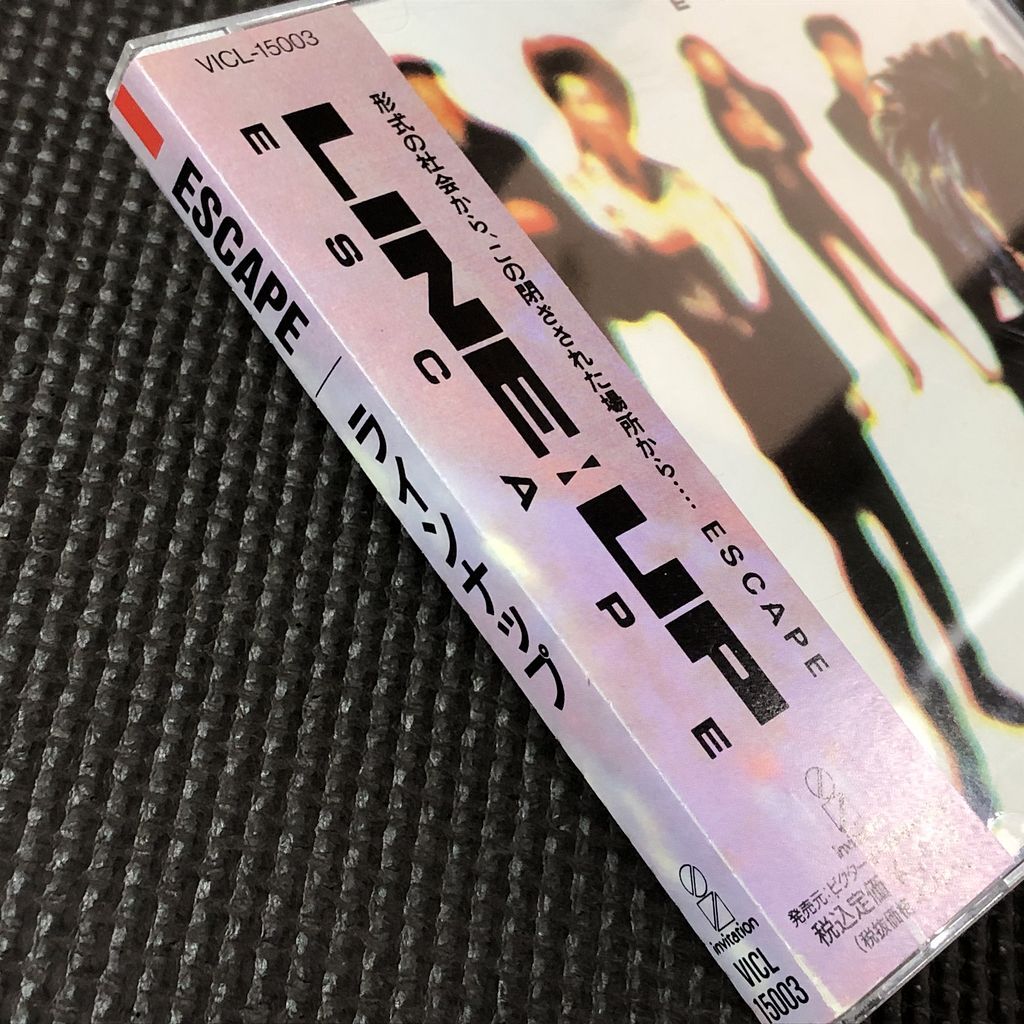 VICL-15003
形式の社会から、この閉ざされた場所から… ESCAPE
LINE-UP
ESCAPE
ESCAPE/ラインナップ
invitation
VICL
15003
発売元:ビクター
税込定価
(税抜価格
E